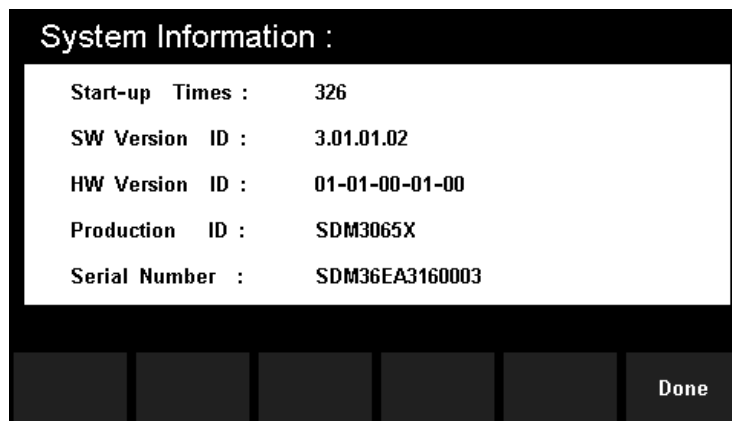 System Information :
Start-up Times : 326
SW Version ID : 3.01.01.02
HW Version ID : 01-01-00-01-00
Production ID : SDM3065X
Serial Number : SDM36EA3160003
Done